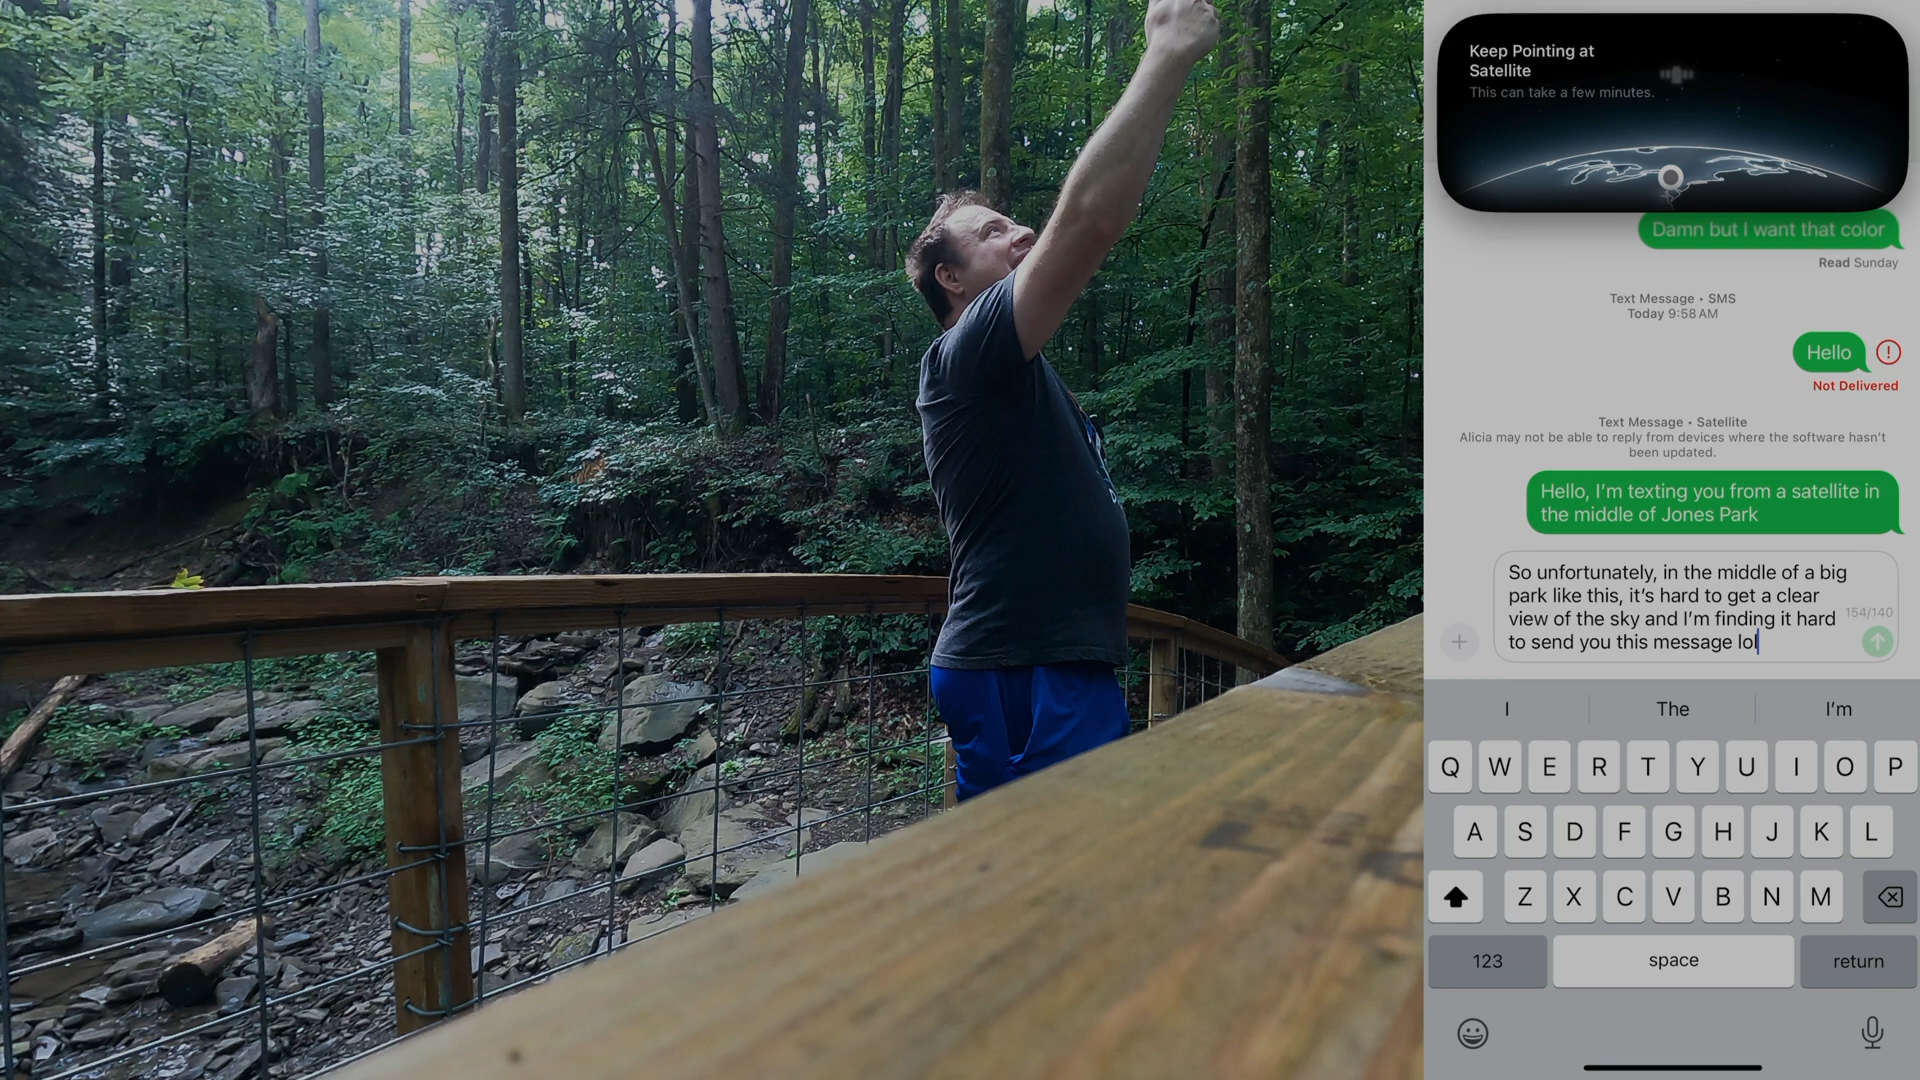 Keep Pointing at
Satellite
This can take a few minutes.
Damn but I want that color
Read Sunday
Text Message • SMS
Today 9:58 AM
Hello
!
Not Delivered
Text Message • Satellite
Alicia may not be able to reply from devices where the software hasn't
been updated.
Hello, I'm texting you from a satellite in
the middle of Jones Park
So unfortunately, in the middle of a big
park like this, it's hard to get a clear
view of the sky and I'm finding it hard
to send you this message lol
154/140
I The I'm
Q W E R T Y U I O P
A S D F G H J K L
Z X C V B N M
123 space return